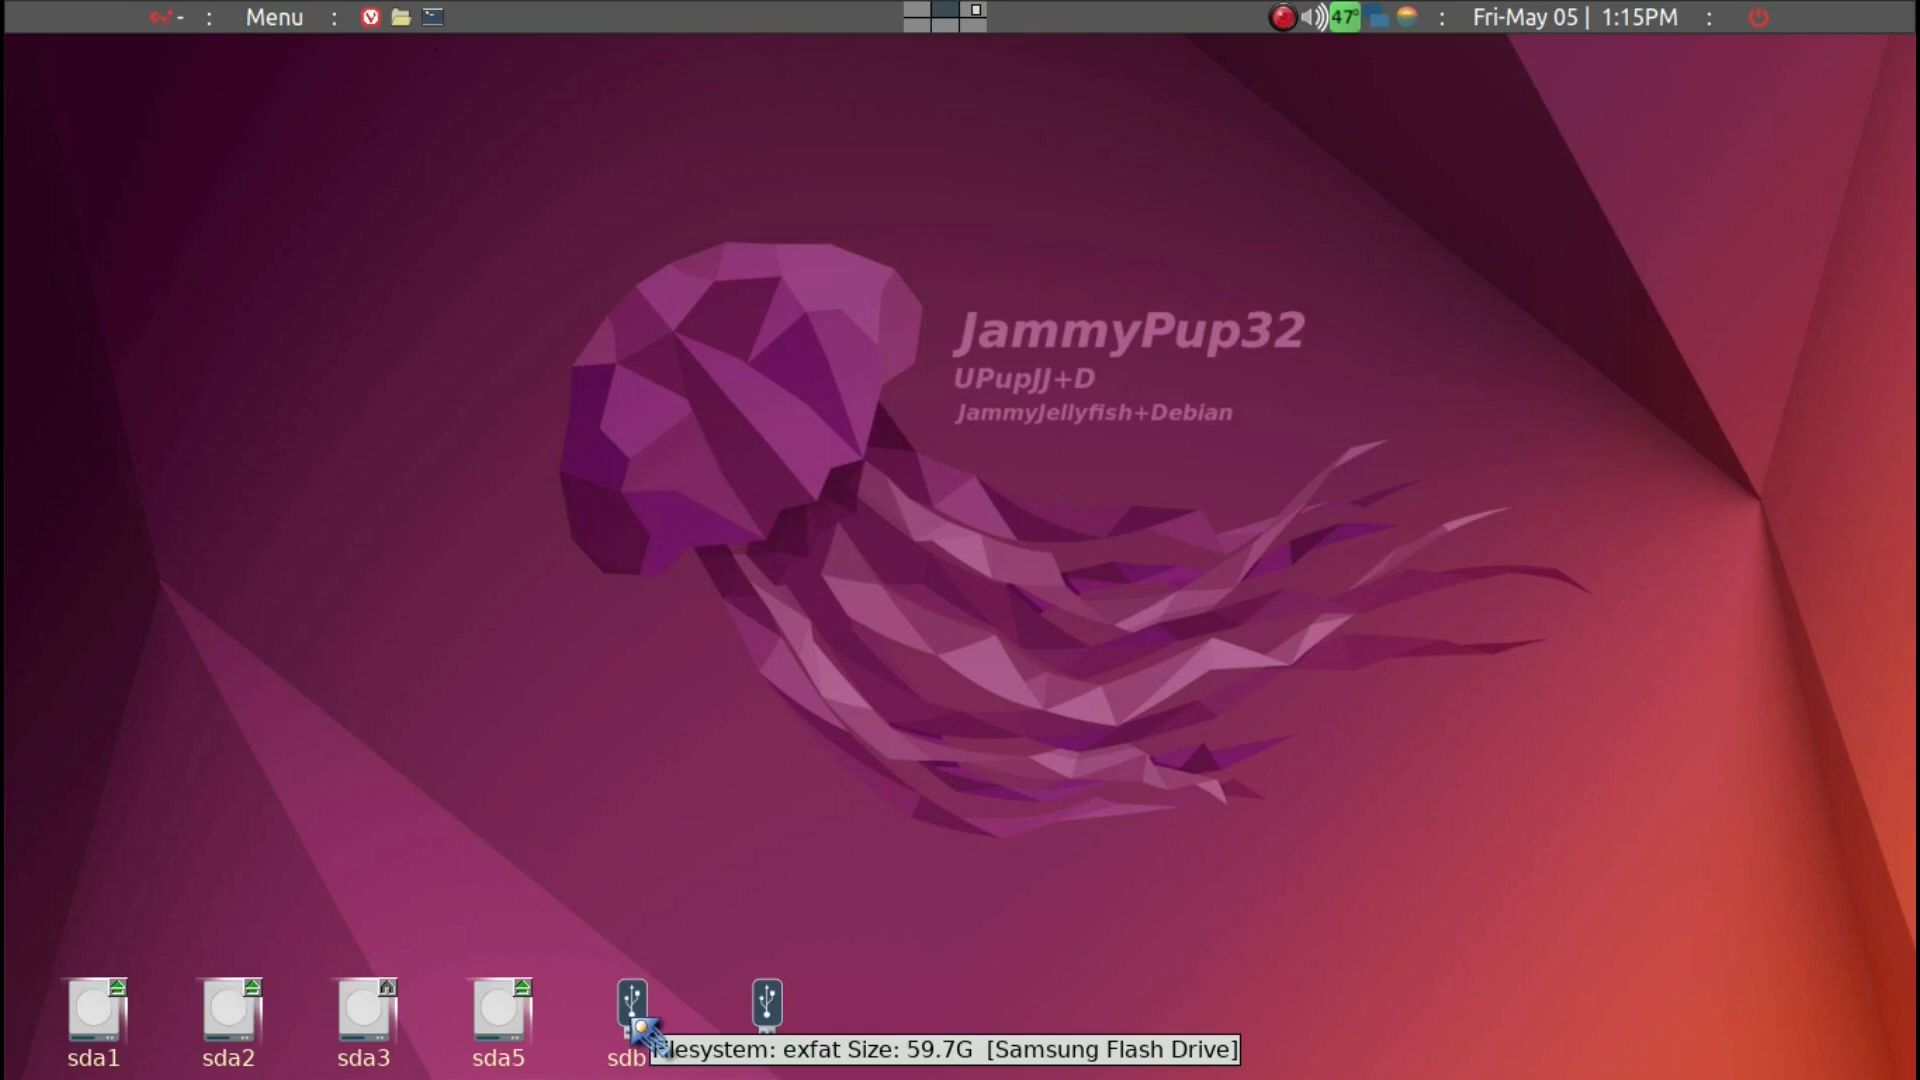 Menu
47°
Fri-May 05 | 1:15PM
JammyPup32
UPupJJ+D
JammyJellyfish+Debian
sda1
sda2
sda3
sda5
sdb
exfat Size: 59.7G [Samsung Flash Drive]